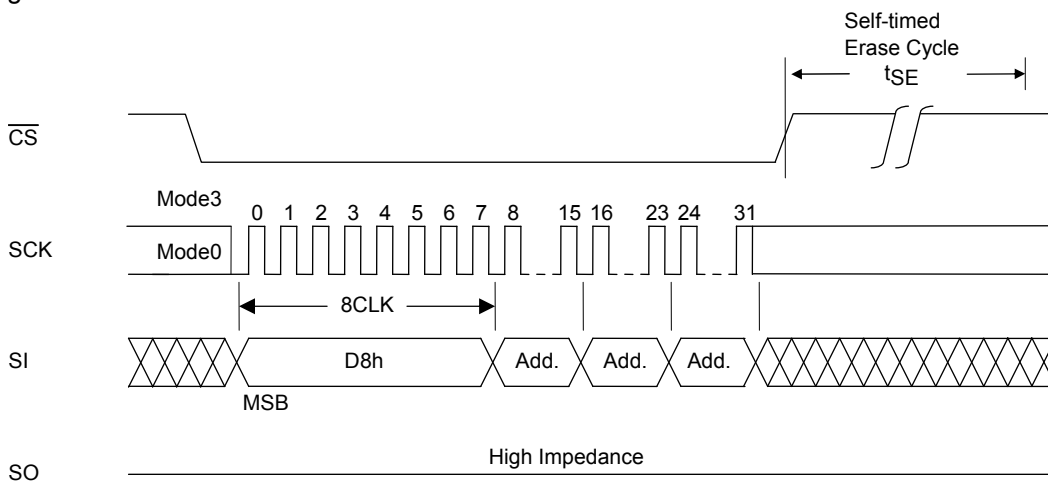 Self-timed
Erase Cycle
tSE
CS
Mode3
0 1 2 3 4 5 6 7 8 15 16 23 24 31
SCK
Mode0
8CLK
SI
D8h
Add.
Add.
Add.
MSB
High Impedance
SO